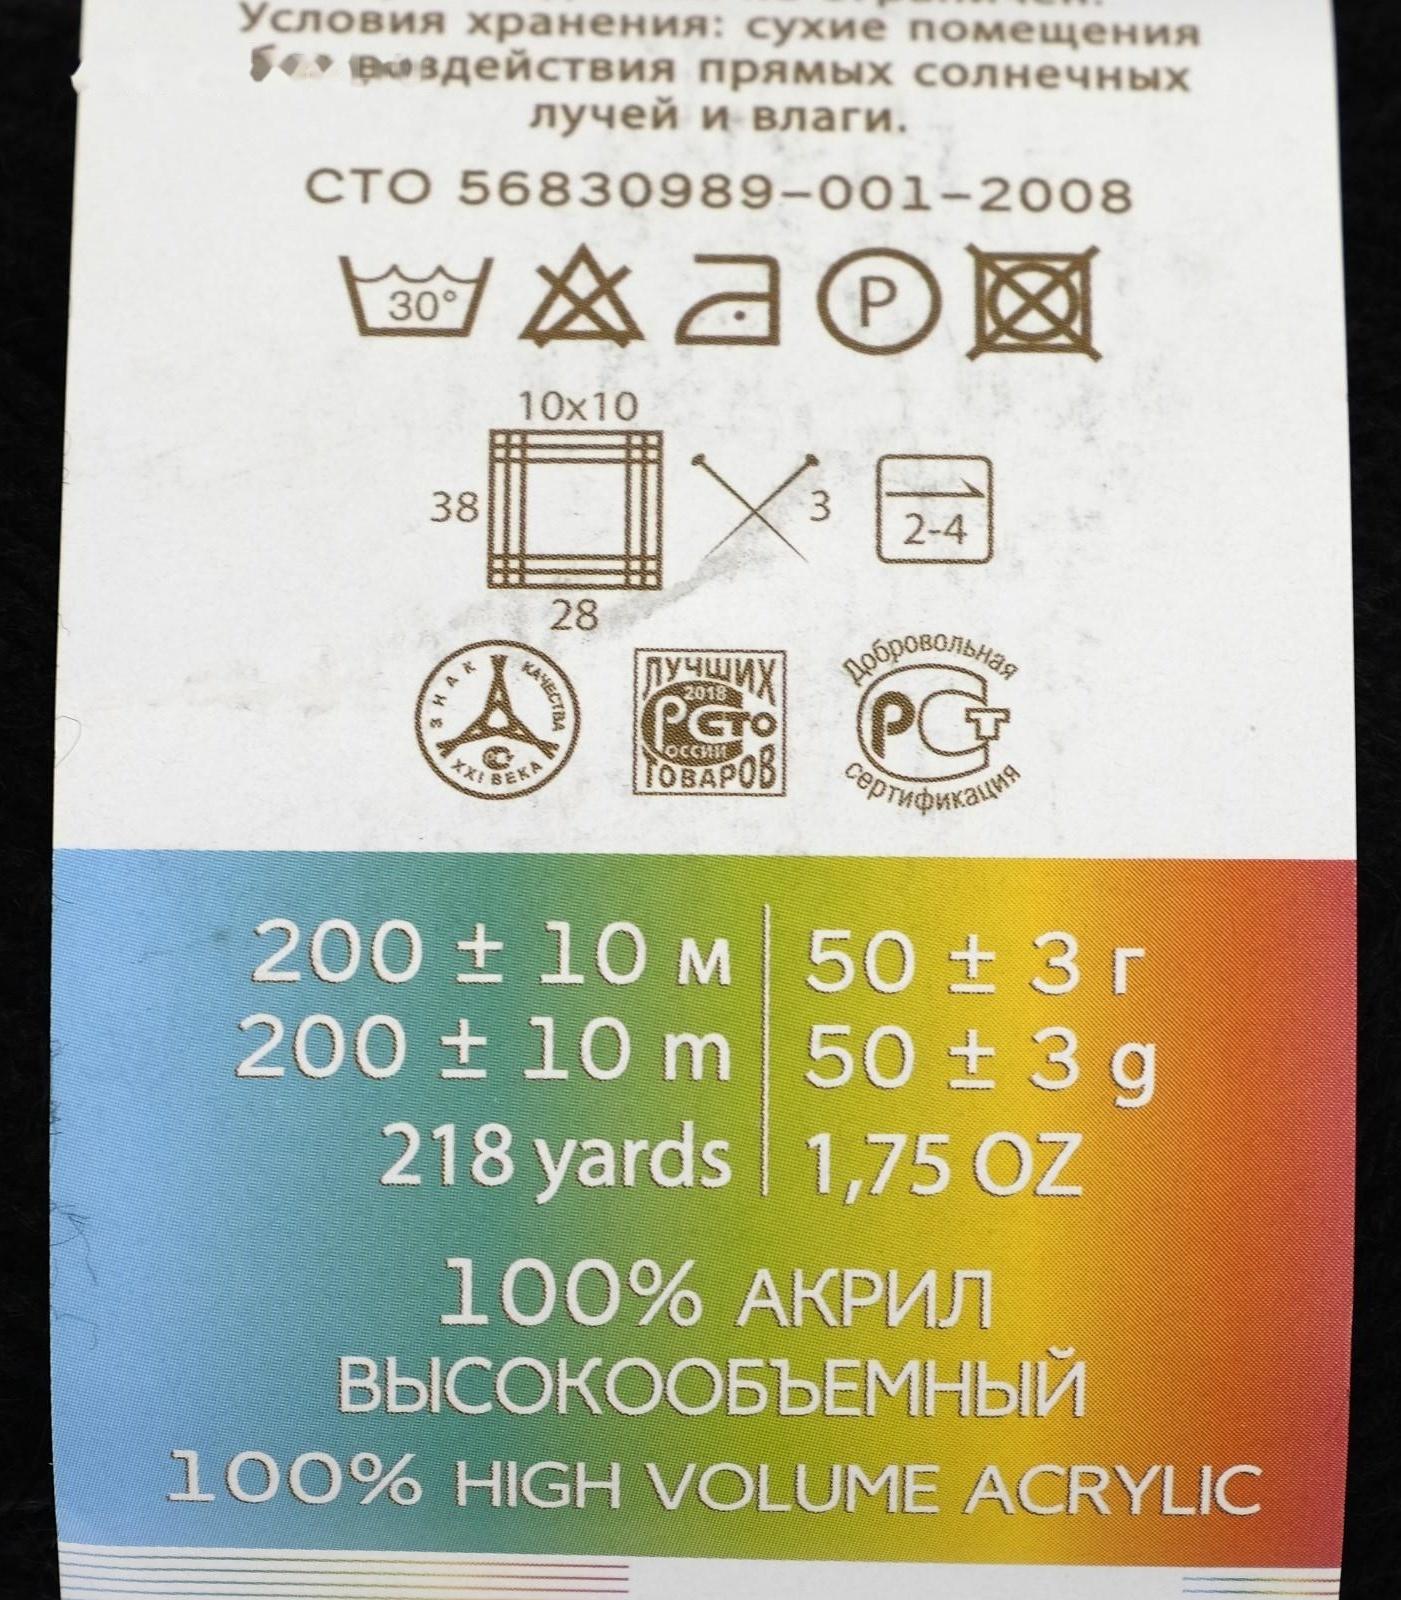 Условия хранения: сухие помещения
воздействия прямых солнечных
лучей и влаги.
СТО 56830989-001-2008
30° P
10x10
38 3 2-4
28
ЗНАК КАЧЕСТВА XXI ВЕКА
ЛУЧШИХ
2018
РСТО
ОССИИ
ТОВАРОВ
Добровольная
РСТ
сертификация
200 ± 10 м 50 ± 3 г
200 ± 10 m 50 ± 3 g
218 yards 1,75 OZ
100% АКРИЛ
ВЫСОКООБЪЕМНЫЙ
100% HIGH VOLUME ACRYLIC